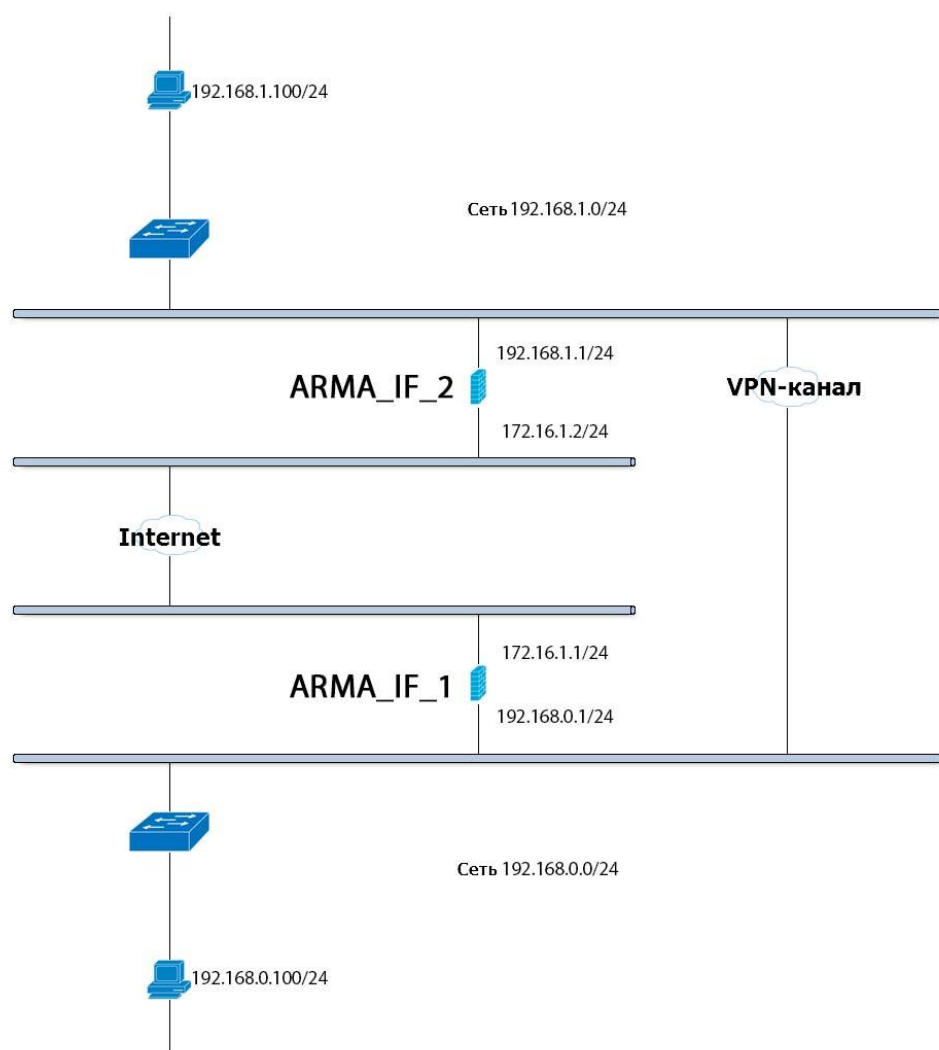 192.168.1.100/24
Сеть 192.168.1.0/24
192.168.1.1/24
ARMA_IF_2
VPN-канал
172.16.1.2/24
Internet
172.16.1.1/24
ARMA_IF_1
192.168.0.1/24
Сеть 192.168.0.0/24
192.168.0.100/24